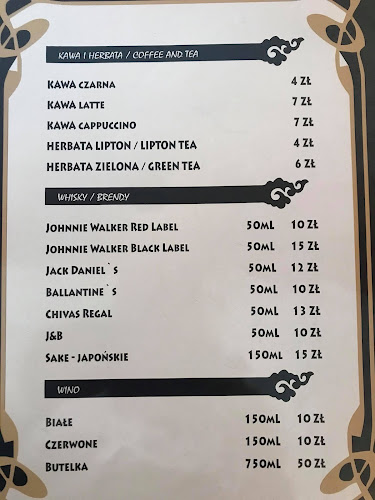 KAWA I HERBATA / COFFEE AND TEA
KAWA CZARNA 4 ZŁ
KAWA LATTE 7 ZŁ
KAWA CAPPUCCINO 7 ZŁ
HERBATA LIPTON / LIPTON TEA 4 ZŁ
HERBATA ZIELONA / GREEN TEA 6 ZŁ
WHISKY / BRENDY
JOHNNIE WALKER RED LABEL 50ML 10 ZŁ
JOHNNIE WALKER BLACK LABEL 50ML 15 ZŁ
JACK DANIEL`S 50ML 12 ZŁ
BALLANTINE`S 50ML 10 ZŁ
CHIVAS REGAL 50ML 13 ZŁ
J&B 50ML 10 ZŁ
SAKE - JAPOŃSKIE 150ML 15 ZŁ
WINO
BIAŁE 150ML 10 ZŁ
CZERWONE 150ML 10 ZŁ
BUTELKA 750ML 50 ZŁ